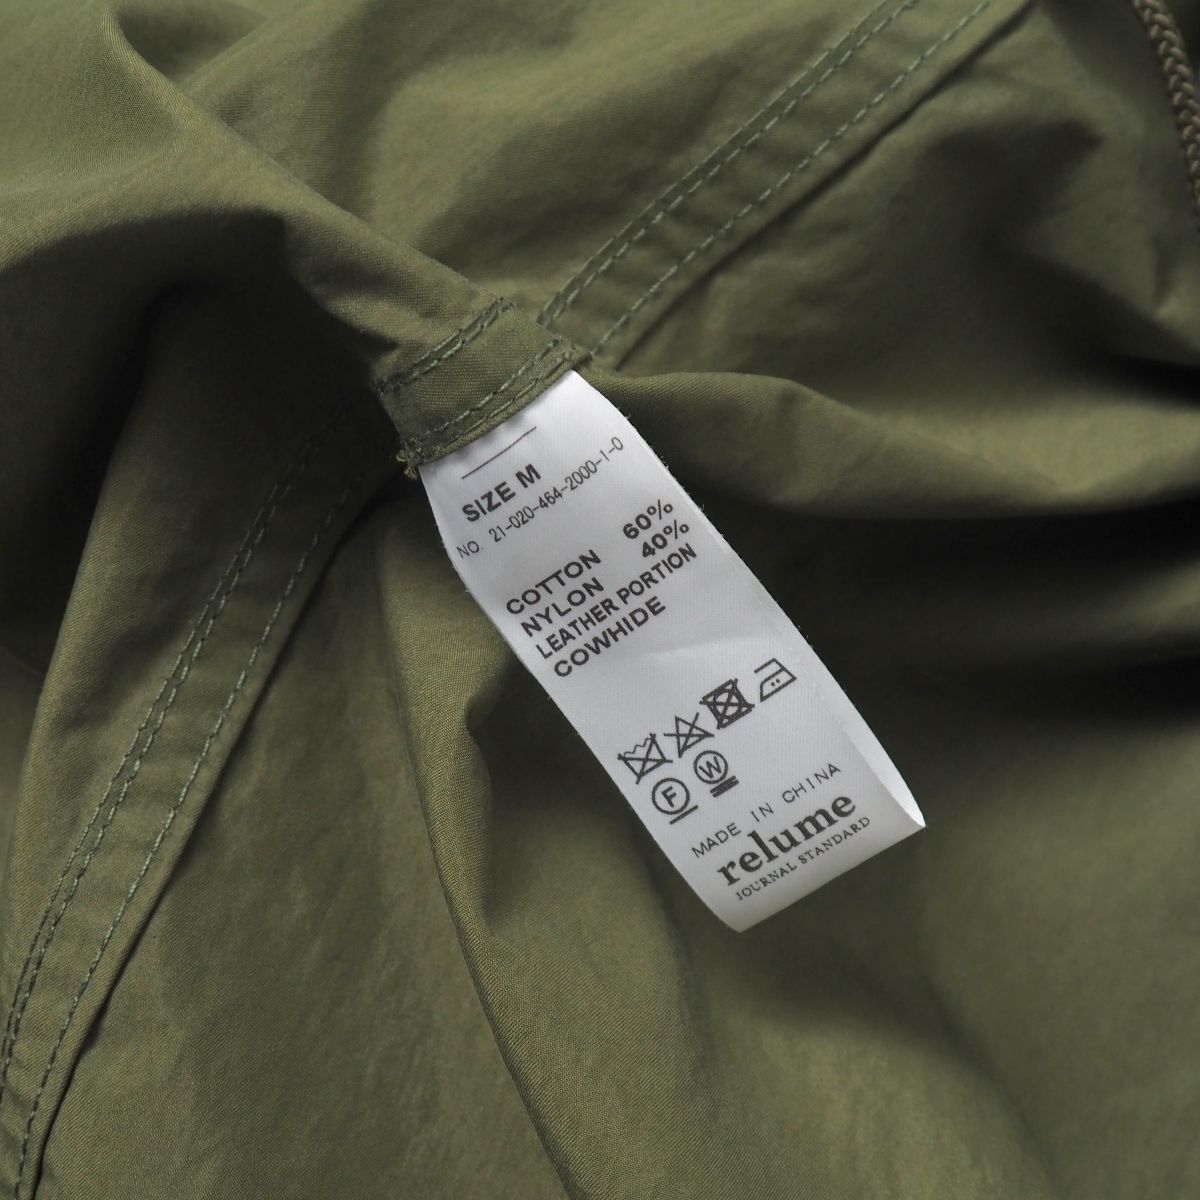 SIZE M
NO. 21-020-464-2000-1-0
COTTON 60%
NYLON 40%
LEATHER PORTION
COWHIDE
F W
MADE IN CHINA
relume
JOURNAL STANDARD